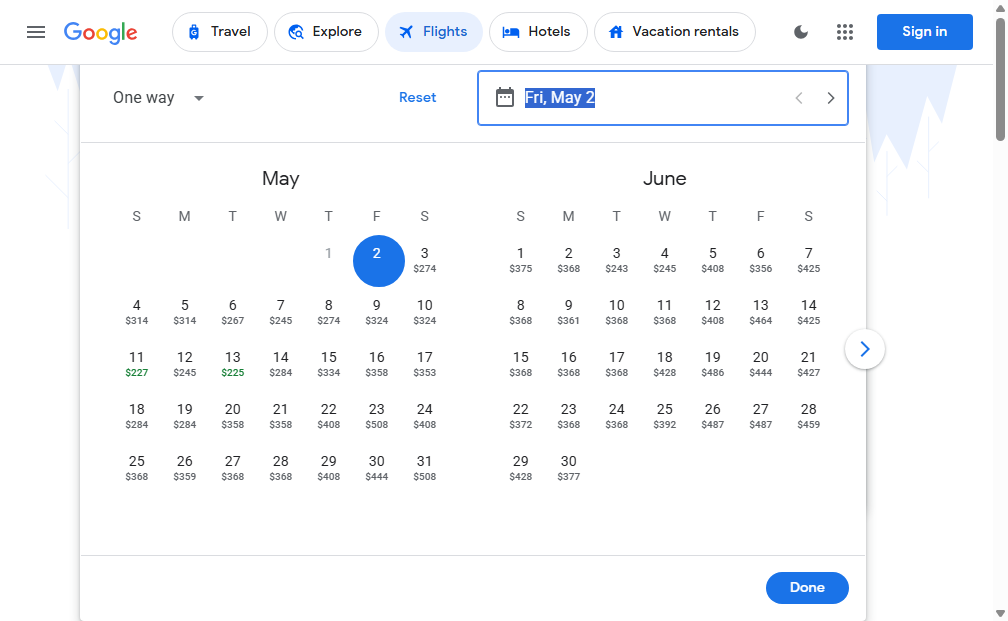 Google
Travel
Explore
Flights
Hotels
Vacation rentals
Sign in
One way
Reset
Fri, May 2
May
S M T W T F S
1 2 3
$274
4 5 6 7 8 9 10
$314 $314 $267 $245 $274 $324 $324
11 12 13 14 15 16 17
$227 $245 $225 $284 $334 $358 $353
18 19 20 21 22 23 24
$284 $284 $358 $358 $408 $508 $408
25 26 27 28 29 30 31
$368 $359 $368 $368 $408 $444 $508
June
S M T W T F S
1 2 3 4 5 6 7
$375 $368 $243 $245 $408 $356 $425
8 9 10 11 12 13 14
$368 $361 $368 $368 $408 $464 $425
15 16 17 18 19 20 21
$368 $368 $368 $428 $486 $444 $427
22 23 24 25 26 27 28
$372 $368 $368 $392 $487 $487 $459
29 30
$428 $377
Done